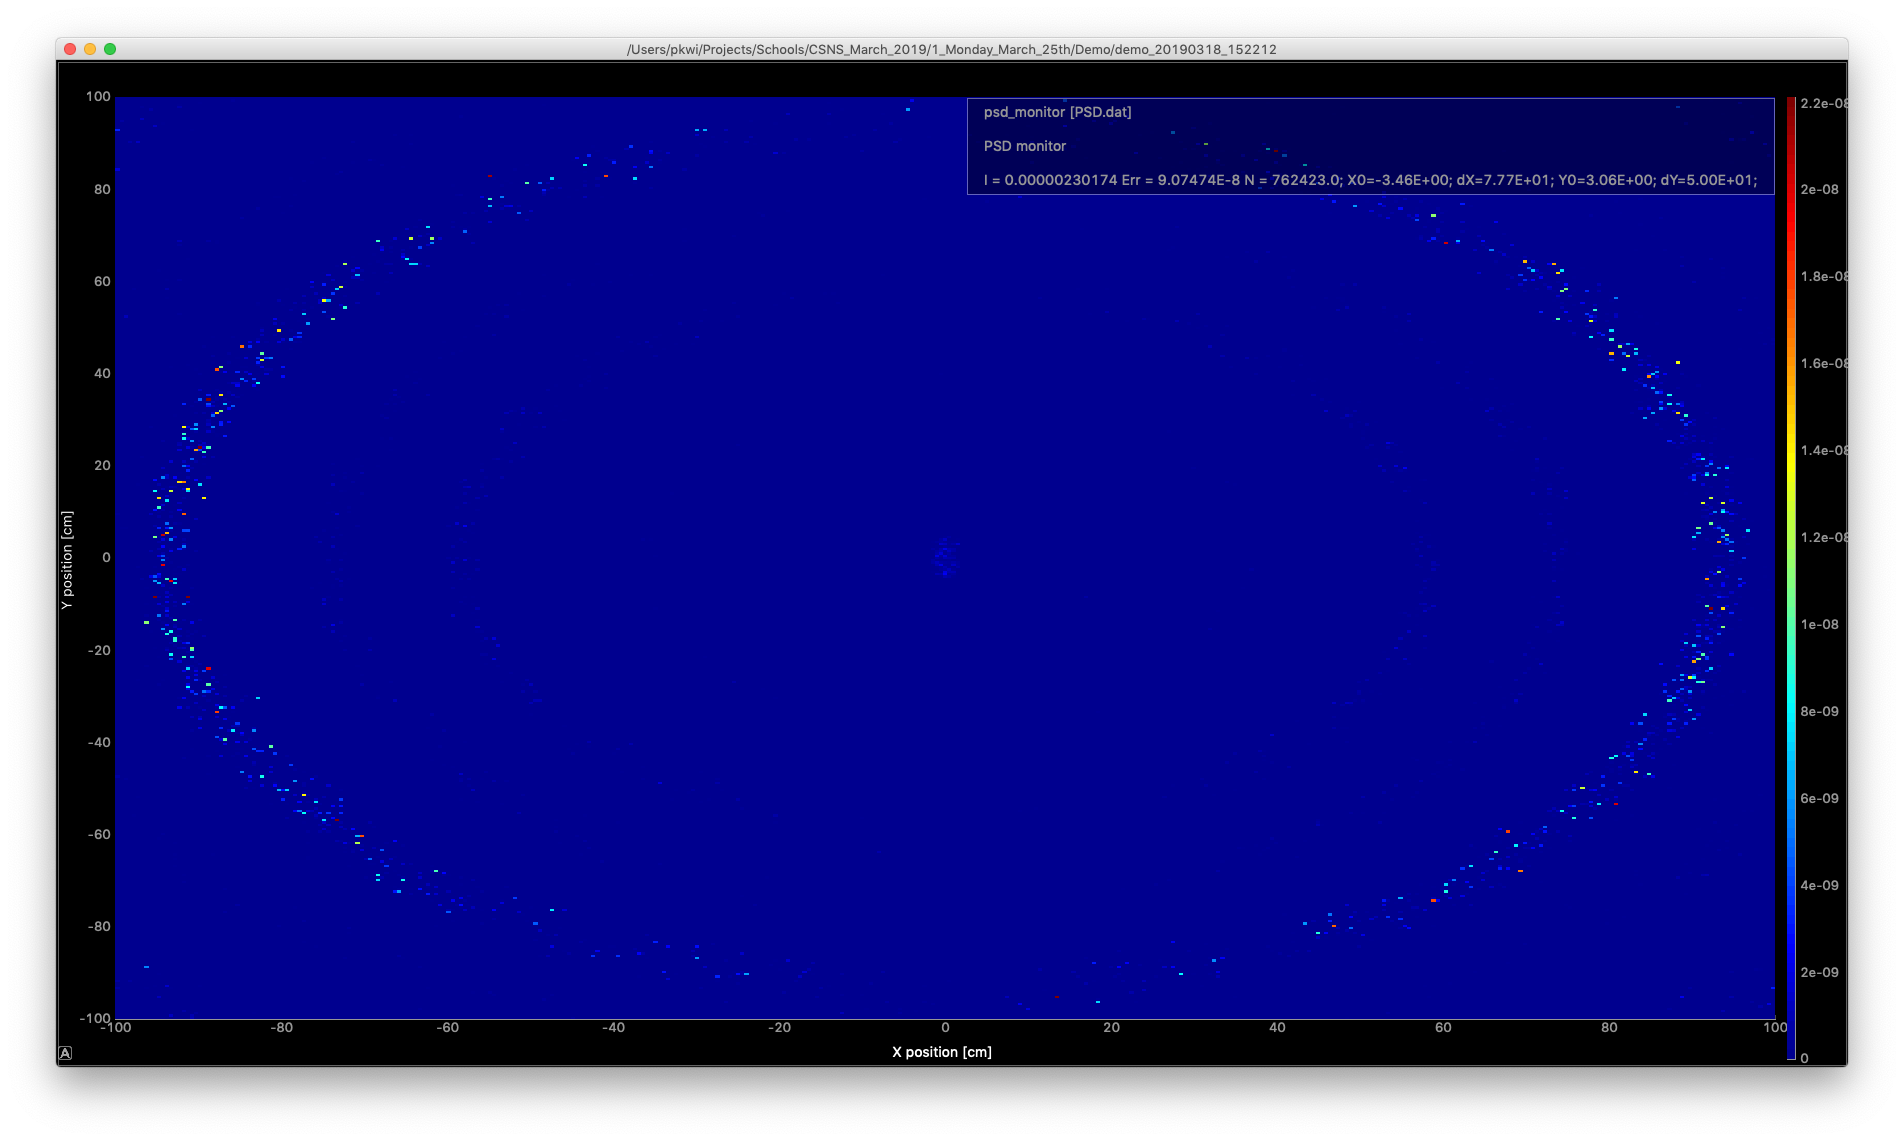 /Users/pkwi/Projects/Schools/CSNS_March_2019/1_Monday_March_25th/Demo/demo_20190318_152212
psd_monitor [PSD.dat]
PSD monitor
I = 0.00000230174 Err = 9.07474E-8 N = 762423.0; X0=-3.46E+00; dX=7.77E+01; Y0=3.06E+00; dY=5.00E+01;
100
80
60
40
20
0
-20
-40
-60
-80
-100
Y position [cm]
-100 -80 -60 -40 -20 0 20 40 60 80 100
X position [cm]
A
2.2e-08
2e-08
1.8e-08
1.6e-08
1.4e-08
1.2e-08
1e-08
8e-09
6e-09
4e-09
2e-09
0